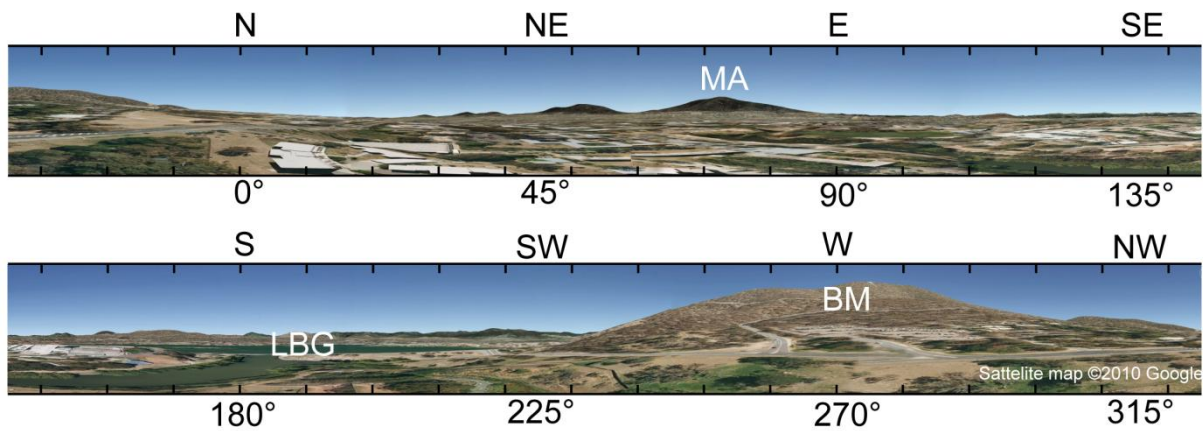 N NE E SE
MA
0° 45° 90° 135°
S SW W NW
BM
LBG
Sattelite map ©2010 Google
180° 225° 270° 315°